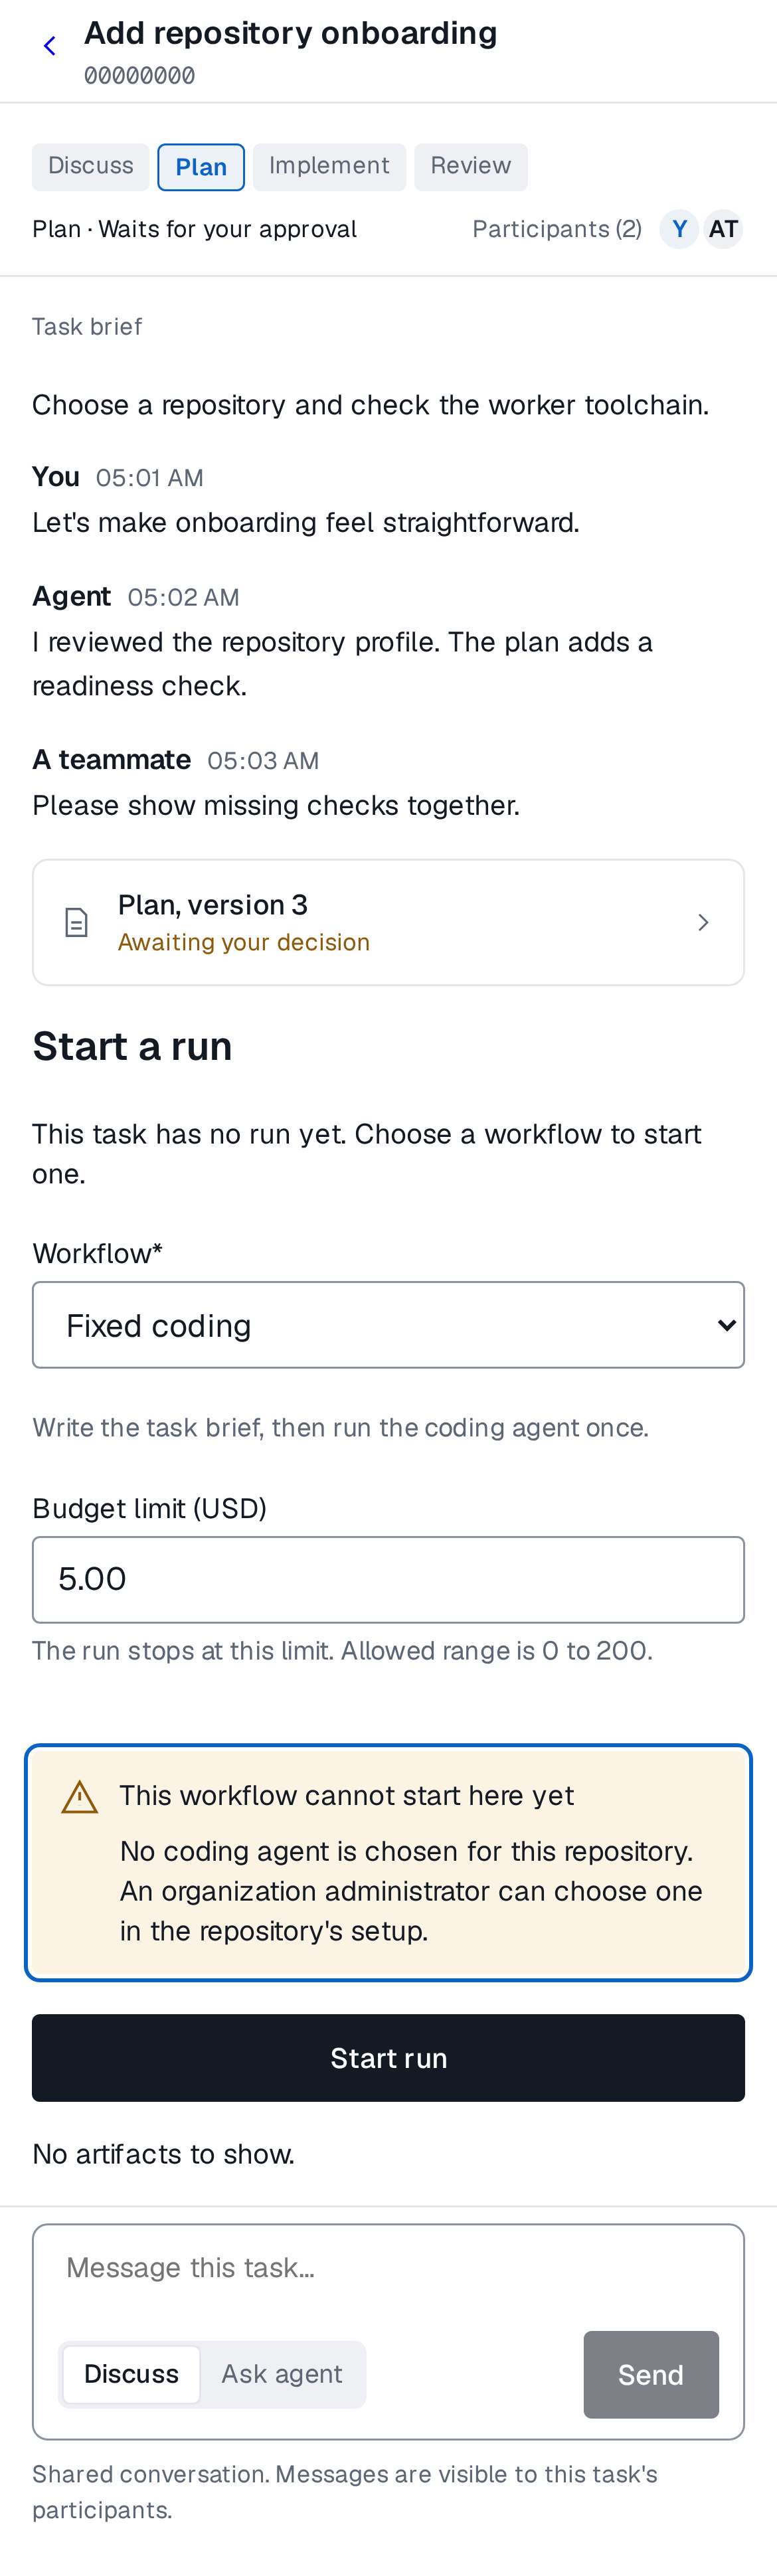 Add repository onboarding
00000000
Discuss Plan Implement Review
Plan · Waits for your approval Participants (2) Y AT
Task brief
Choose a repository and check the worker toolchain.
You 05:01 AM
Let's make onboarding feel straightforward.
Agent 05:02 AM
I reviewed the repository profile. The plan adds a
readiness check.
A teammate 05:03 AM
Please show missing checks together.
Plan, version 3
Awaiting your decision
Start a run
This task has no run yet. Choose a workflow to start
one.
Workflow*
Fixed coding
Write the task brief, then run the coding agent once.
Budget limit (USD)
5.00
The run stops at this limit. Allowed range is 0 to 200.
This workflow cannot start here yet
No coding agent is chosen for this repository.
An organization administrator can choose one
in the repository's setup.
Start run
No artifacts to show.
Message this task...
Discuss Ask agent Send
Shared conversation. Messages are visible to this task's
participants.